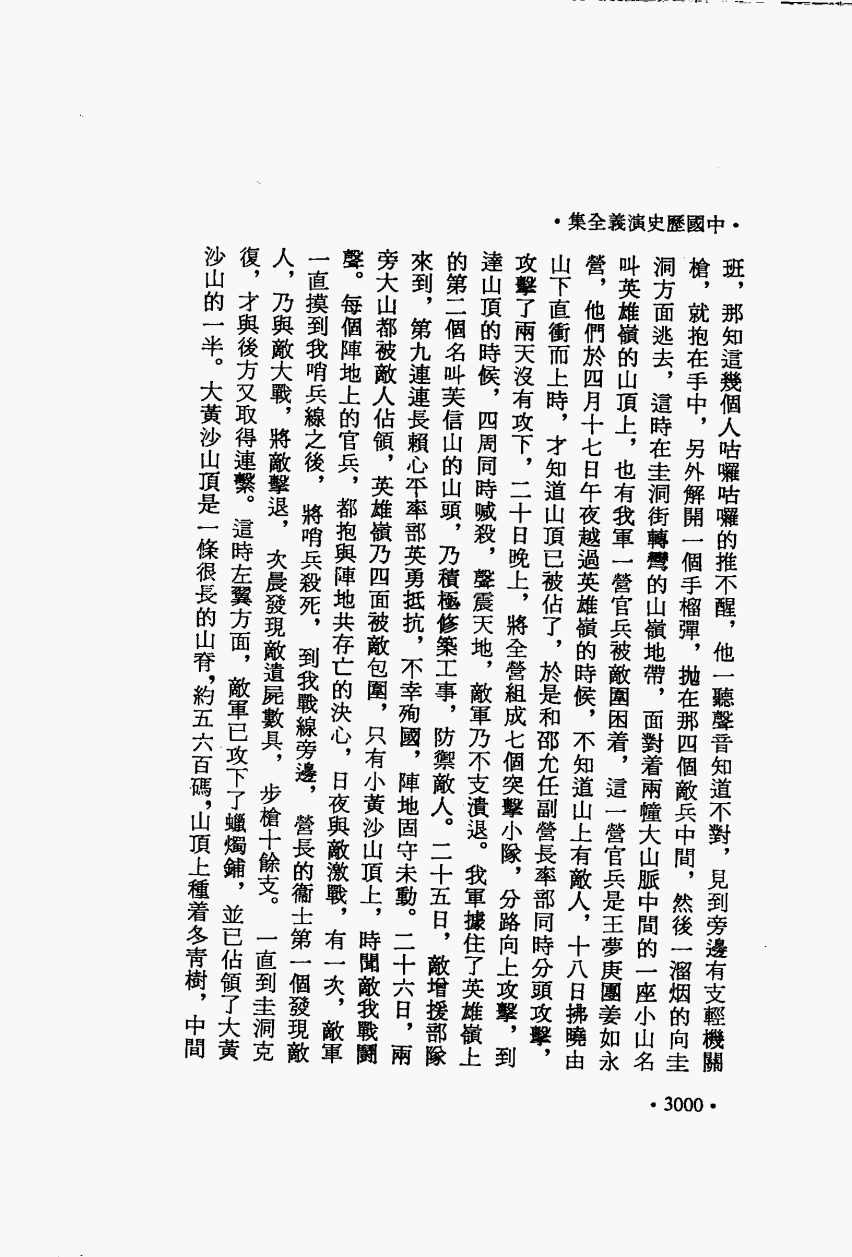 •中國歷史演義全集•
班，那知這幾個人咕囉咕囉的推不醒，他一聽聲音知道不對，見到旁邊有支輕機關
槍，就抱在手中，另外解開一個手榴彈，拋在那四個敵兵中間，然後一溜烟的向圭
洞方面逃去，這時在圭洞街轉彎的山嶺地帶，面對着兩幢大山脈中間的一座小山名
叫英雄嶺的山頂上，也有我軍一營官兵被敵圍困着，這一營官兵是王夢庚團姜如永
營，他們於四月十七日午夜越過英雄嶺的時候，不知道山上有敵人，十八日拂曉由
山下直衝而上時，才知道山頂已被佔了，於是和邵允任副營長率部同時分頭攻擊，
攻擊了兩天沒有攻下，二十日晚上，將全營組成七個突擊小隊，分路向上攻擊，到
達山頂的時候，四周同時喊殺，聲震天地，敵軍乃不支潰退。我軍據住了英雄嶺上
的第二個名叫芙信山的山頭，乃積極修築工事，防禦敵人。二十五日，敵增援部隊
來到，第九連連長賴心平率部英勇抵抗，不幸殉國，陣地固守未動。二十六日，兩
旁大山都被敵人佔領，英雄嶺乃四面被敵包圍，只有小黃沙山頂上，時聞敵我戰鬪
聲。每個陣地上的官兵，都抱與陣地共存亡的決心，日夜與敵激戰，有一次，敵軍
一直摸到我哨兵線之後，將哨兵殺死，到我戰線旁邊，營長的衞士第一個發現敵
人，乃與敵大戰，將敵擊退，次晨發現敵遺屍數具，步槍十餘支。一直到圭洞克
復，才與後方又取得連繫。這時左翼方面，敵軍已攻下了蠟燭鋪，並已佔領了大黃
沙山的一半。大黃沙山頂是一條很長的山脊，約五六百碼，山頂上種着冬青樹，中間
•3000•